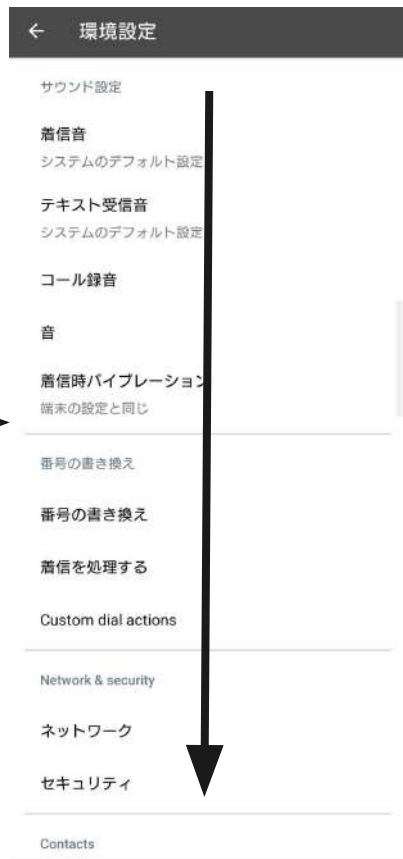 ← 環境設定
サウンド設定
着信音
システムのデフォルト設定
テキスト受信音
システムのデフォルト設定
コール録音
音
着信時バイブレーション
端末の設定と同じ
番号の書き換え
番号の書き換え
着信を処理する
Custom dial actions
Network & security
ネットワーク
セキュリティ
Contacts